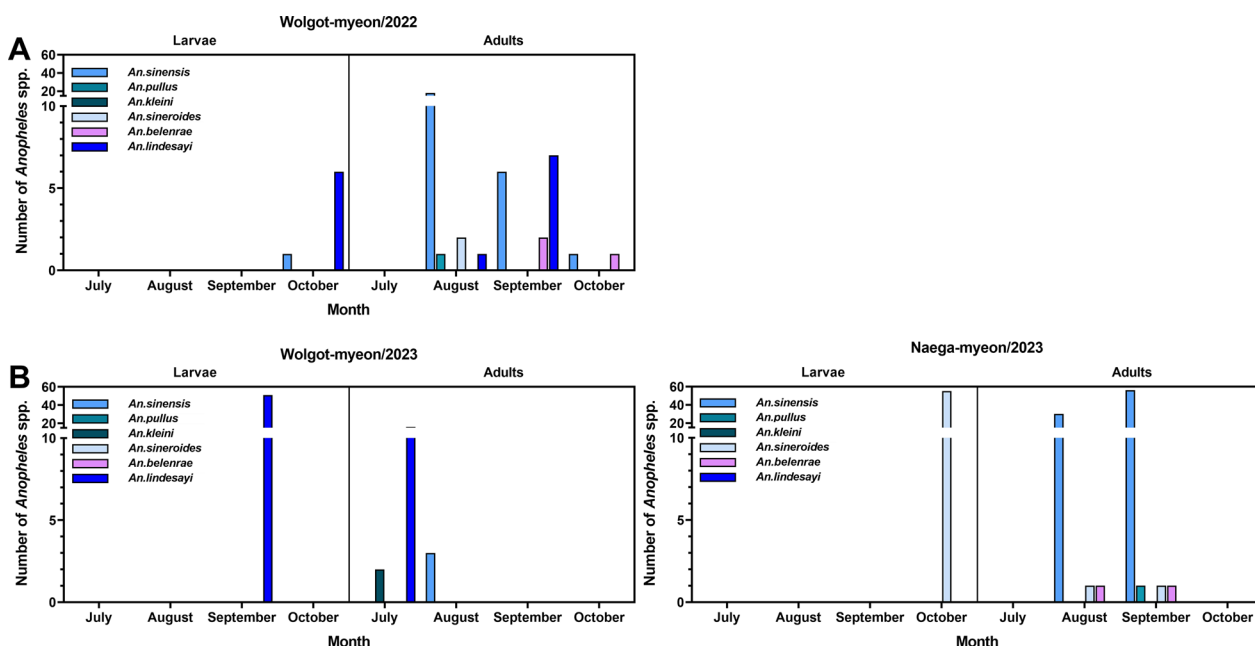 Wolgot-myeon/2022
A
Larvae
Adults
Number of Anopheles spp.
60
40
20
10
5
0
An.sinensis
An.pullus
An.kleini
An.sineroides
An.belenrae
An.lindesayi
July August September October July August September October
Month
B
Wolgot-myeon/2023
Larvae
Adults
Number of Anopheles spp.
60
40
20
10
5
0
An.sinensis
An.pullus
An.kleini
An.sineroides
An.belenrae
An.lindesayi
July August September October July August September October
Month
Naega-myeon/2023
Larvae
Adults
Number of Anopheles spp.
60
40
20
10
5
0
An.sinensis
An.pullus
An.kleini
An.sineroides
An.belenrae
An.lindesayi
July August September October July August September October
Month